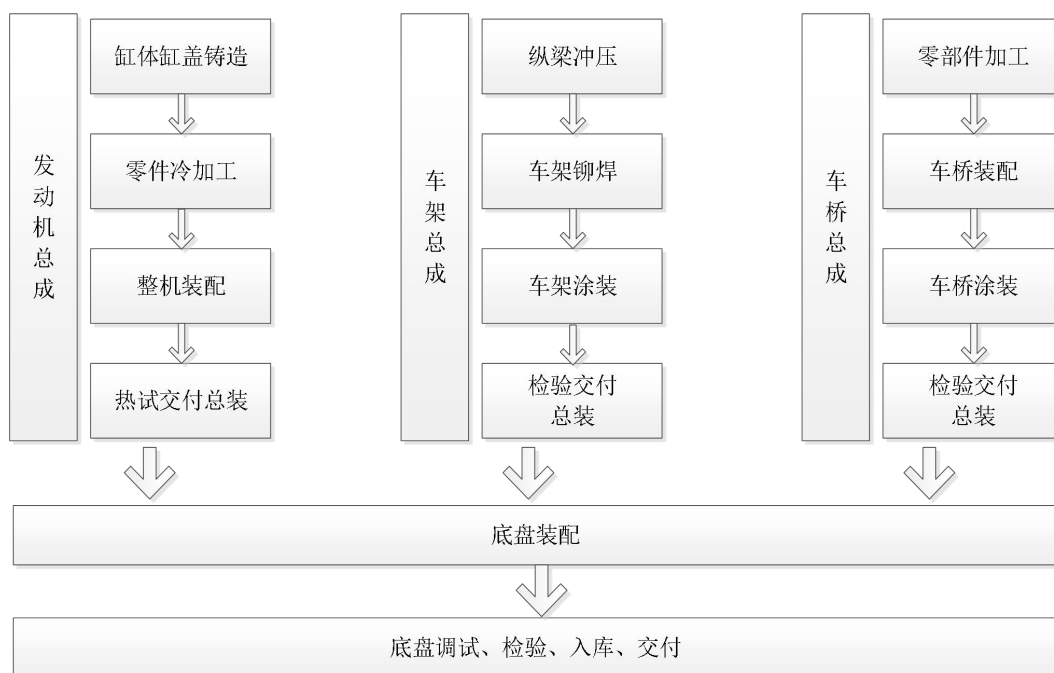 发动机总成
缸体缸盖铸造
零件冷加工
整机装配
热试交付总装
车架总成
纵梁冲压
车架铆焊
车架涂装
检验交付
总装
车桥总成
零部件加工
车桥装配
车桥涂装
检验交付
总装
底盘装配
底盘调试、检验、入库、交付